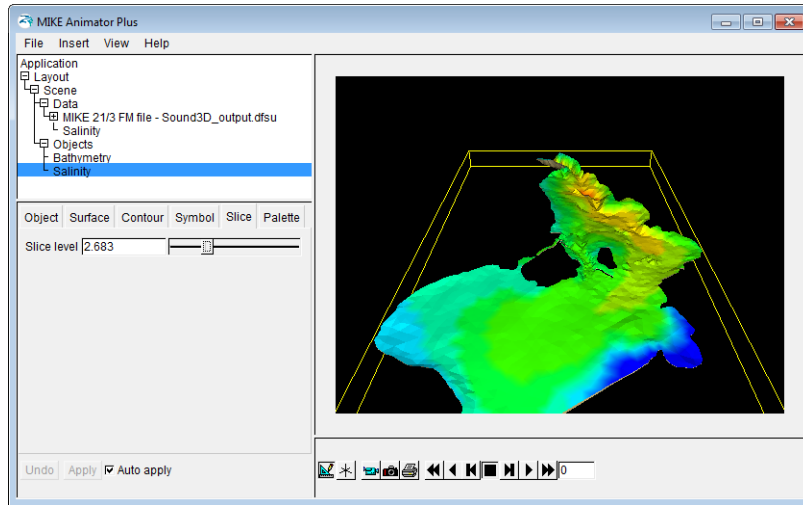 MIKE Animator Plus
File Insert View Help
Application
Layout
Scene
Data
MIKE 21/3 FM file - Sound3D_output.dfsu
Salinity
Objects
Bathymetry
Salinity
Object Surface Contour Symbol Slice Palette
Slice level 2.683
Undo Apply Auto apply
0